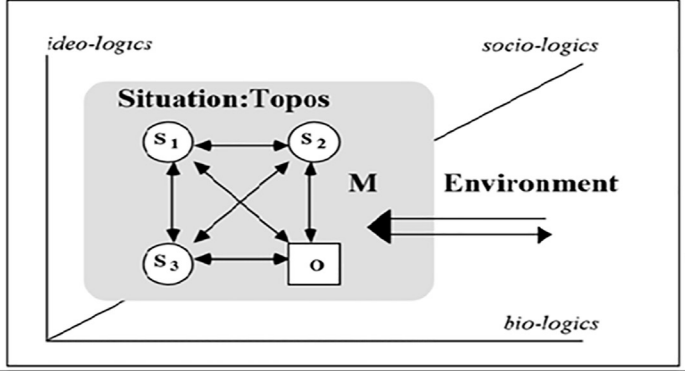 ideo-logics
socio-logics
Situation:Topos
S1
S2
M
Environment
S3
O
bio-logics